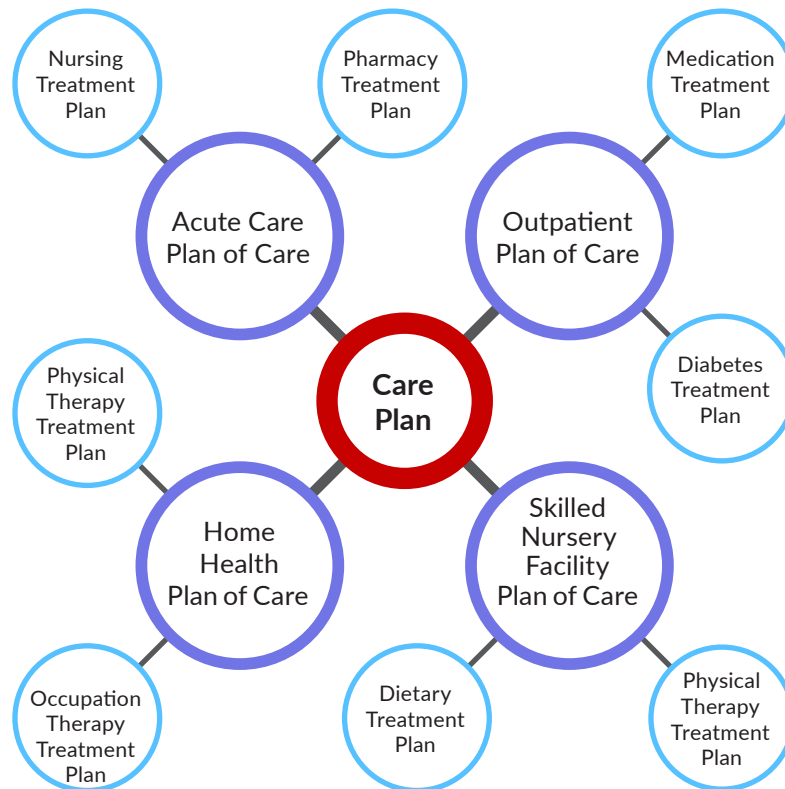 Nursing
Treatment
Plan
Pharmacy
Treatment
Plan
Medication
Treatment
Plan
Acute Care
Plan of Care
Outpatient
Plan of Care
Care
Plan
Physical
Therapy
Treatment
Plan
Diabetes
Treatment
Plan
Home
Health
Plan of Care
Skilled
Nursery
Facility
Plan of Care
Occupation
Therapy
Treatment
Plan
Dietary
Treatment
Plan
Physical
Therapy
Treatment
Plan